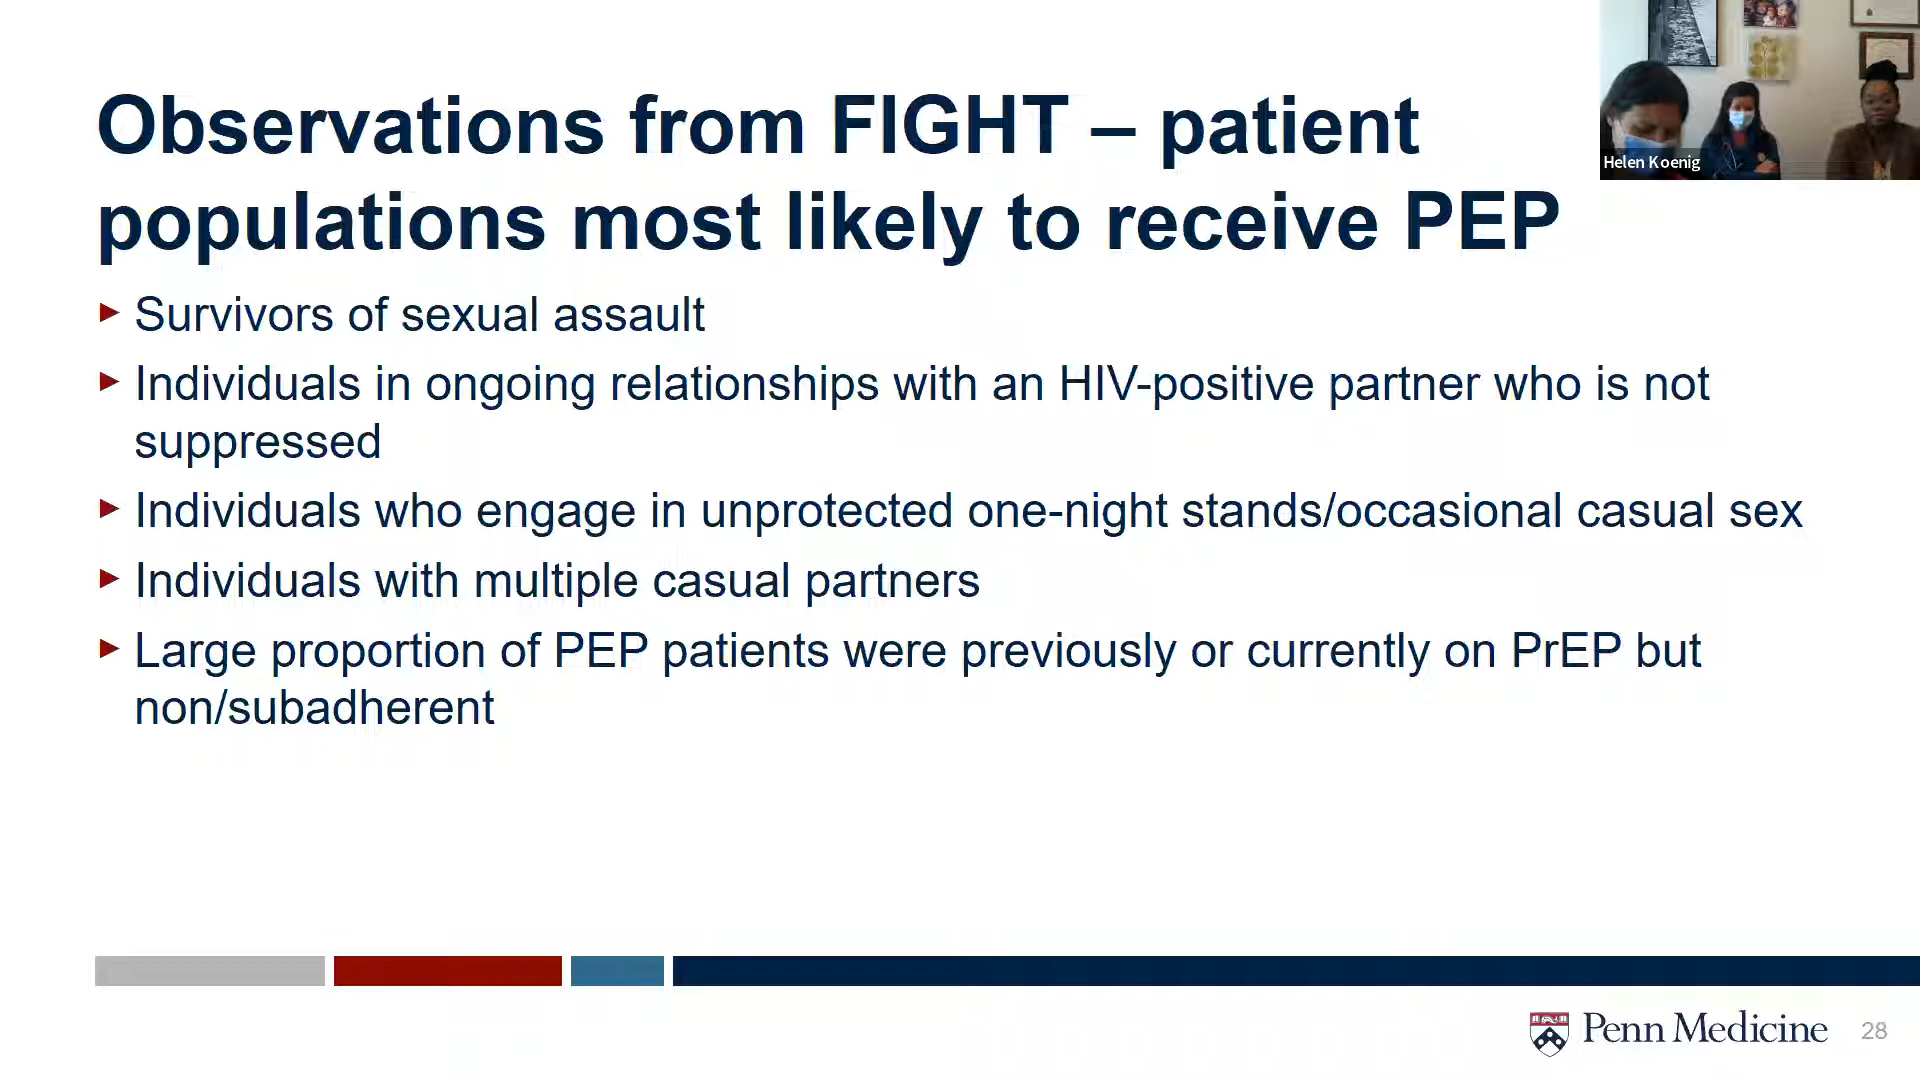 Observations from FIGHT – patient
populations most likely to receive PEP
Helen Koenig
Survivors of sexual assault
Individuals in ongoing relationships with an HIV-positive partner who is not
suppressed
Individuals who engage in unprotected one-night stands/occasional casual sex
Individuals with multiple casual partners
Large proportion of PEP patients were previously or currently on PrEP but
non/subadherent
Penn Medicine
28